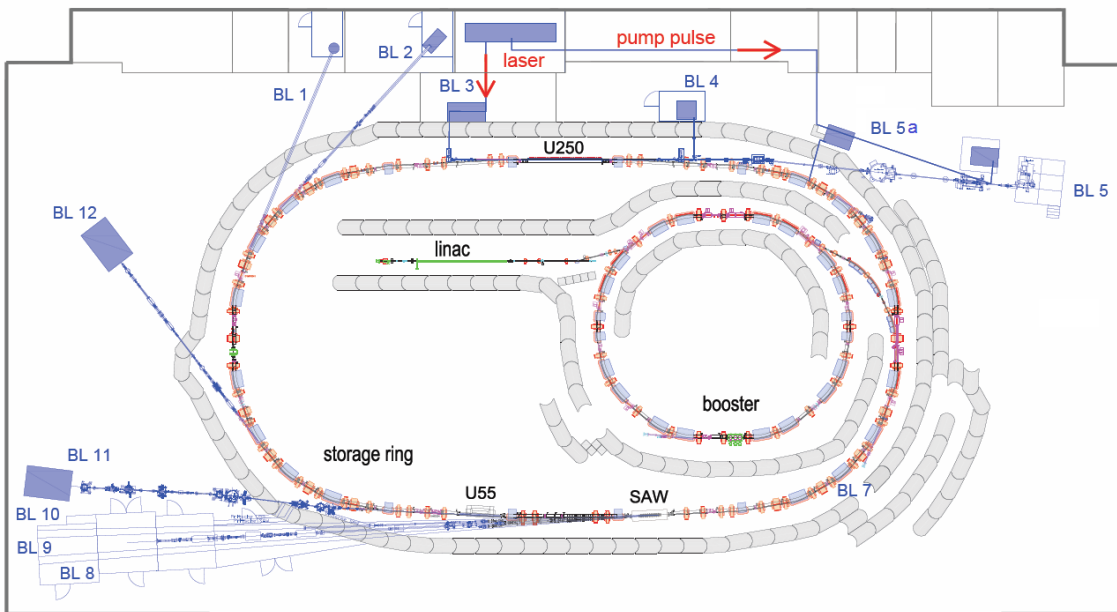 BL 1
BL 2
laser
pump pulse
BL 3
BL 4
BL 5a
BL 5
U250
BL 12
linac
booster
storage ring
BL 11
U55
SAW
BL 7
BL 10
BL 9
BL 8